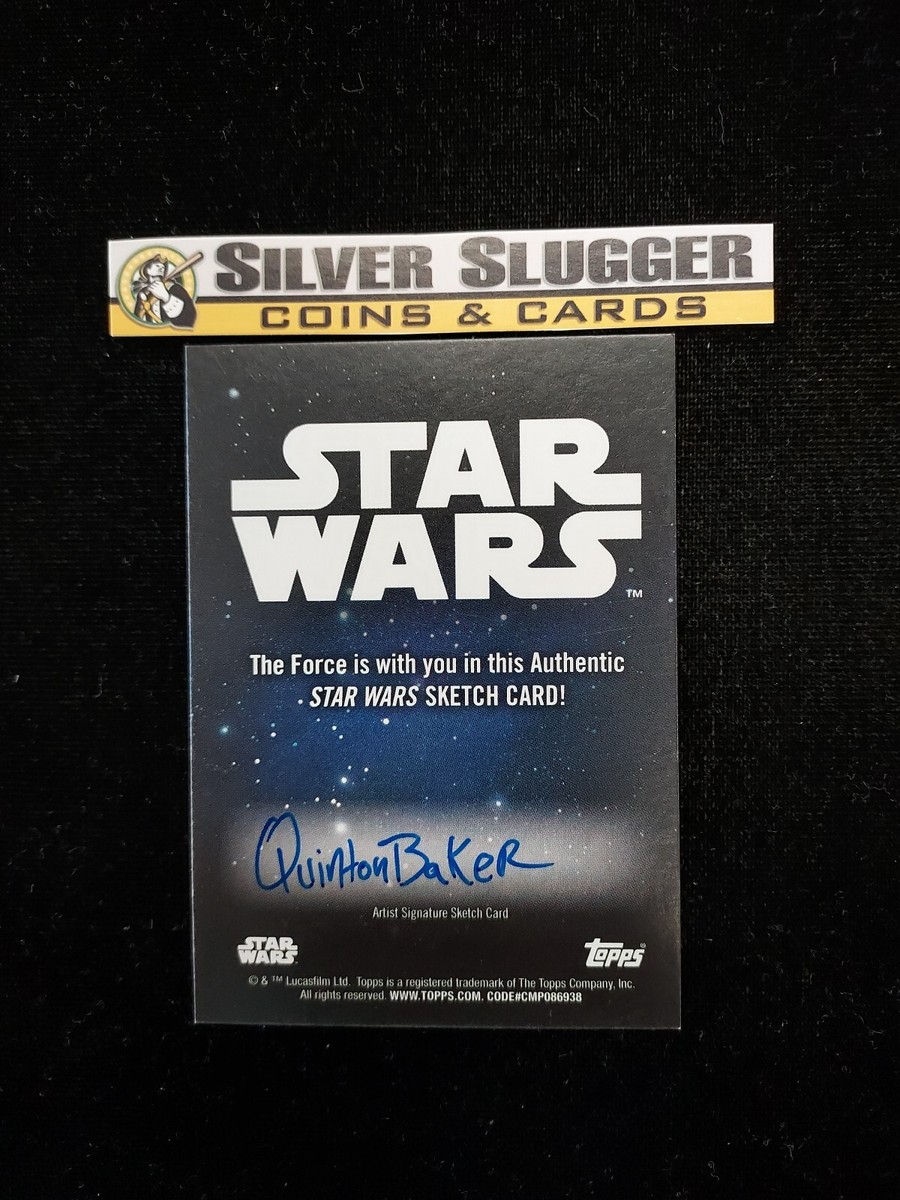 SILVER SLUGGER
COINS & CARDS
STAR
WARS
TM
The Force is with you in this Authentic
STAR WARS SKETCH CARD!
Quinton Baker
Artist Signature Sketch Card
STAR
WARS
Topps®
© & ™ Lucasfilm Ltd. Topps is a registered trademark of The Topps Company, Inc.
All rights reserved. WWW.TOPPS.COM. CODE#CMP086938